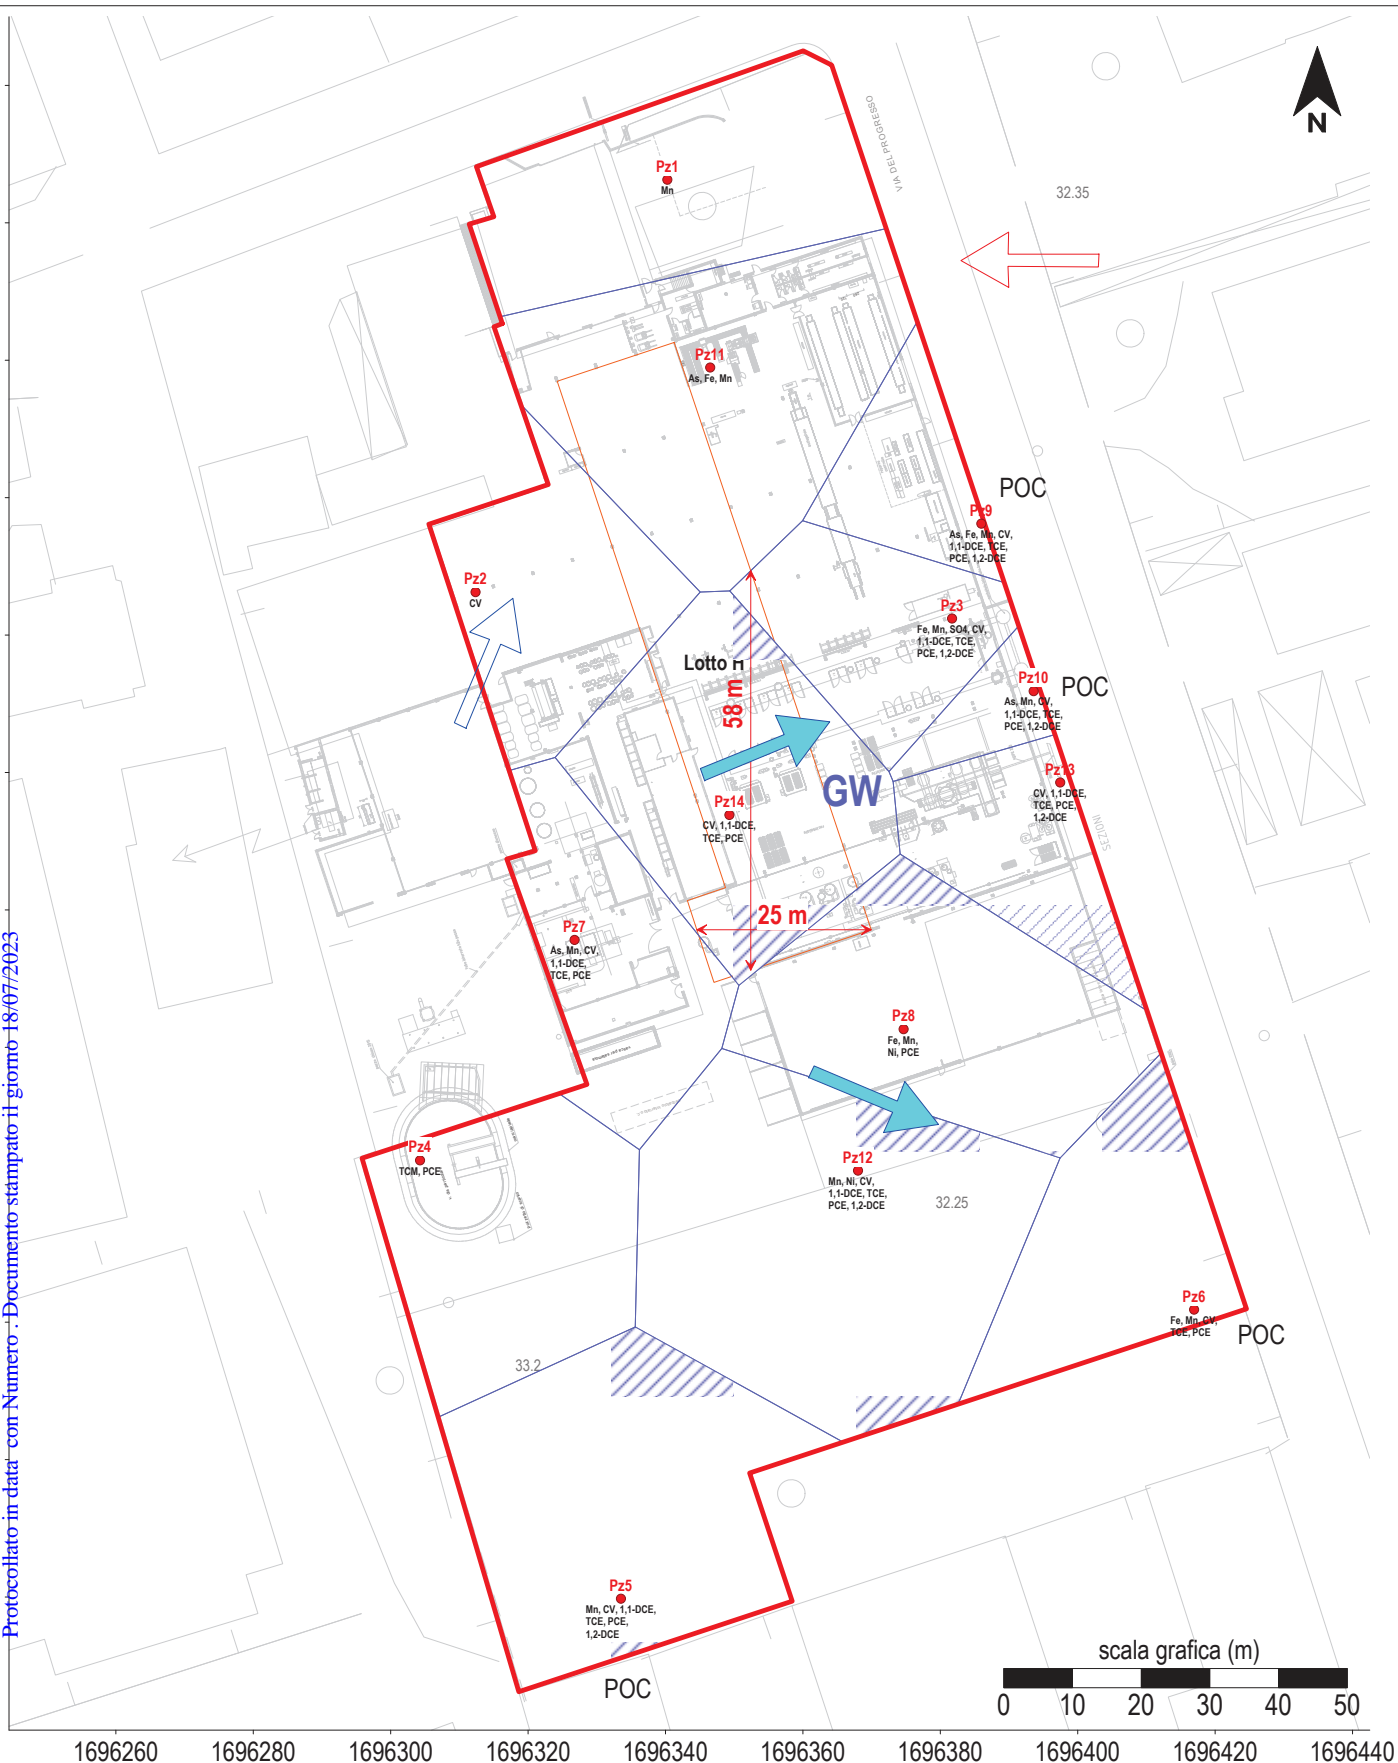 N
VIA DEL PROGRESSO
Pz1
Mn
32.35
Pz11
As, Fe, Mn
POC
Pz9
As, Fe, Mn, CV,
1,1-DCE, TCE,
PCE, 1,2-DCE
Pz2
CV
Pz3
Fe, Mn, SO4, CV,
1,1-DCE, TCE,
PCE, 1,2-DCE
Lotto H
58 m
Pz10
POC
As, Mn, CV,
1,1-DCE, TCE,
PCE, 1,2-DCE
GW
Pz13
CV, 1,1-DCE,
TCE, PCE,
1,2-DCE
Pz14
CV, 1,1-DCE,
TCE, PCE
SEZIONI
25 m
Pz7
As, Mn, CV,
1,1-DCE,
TCE, PCE
Pz8
Fe, Mn,
Ni, PCE
Pz4
TCM, PCE
Pz12
Mn, Ni, CV,
1,1-DCE, TCE,
PCE, 1,2-DCE
32.25
Pz6
Fe, Mn, CV,
TCE, PCE
POC
33.2
Pz5
Mn, CV, 1,1-DCE,
TCE, PCE,
1,2-DCE
POC
scala grafica (m)
0 10 20 30 40 50
1696260 1696280 1696300 1696320 1696340 1696360 1696380 1696400 1696420 1696440
Protocollato in data con Numero . Documento stampato il giorno 18/07/2023